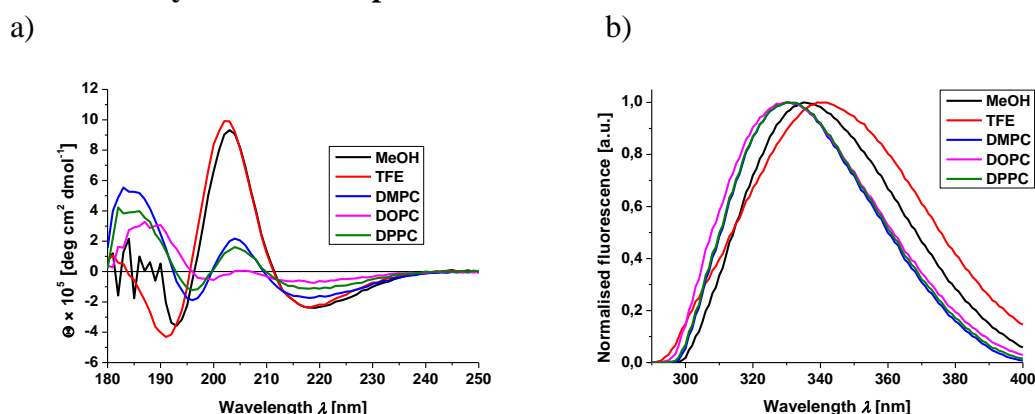 a)
b)
12
10
8
6
4
2
0
-2
-4
-6
Θ × 10⁵ [deg cm² dmol⁻¹]
MeOH
TFE
DMPC
DOPC
DPPC
180 190 200 210 220 230 240 250
Wavelength λ [nm]
1,0
0,8
0,6
0,4
0,2
0,0
Normalised fluorescence [a.u.]
MeOH
TFE
DMPC
DOPC
DPPC
300 320 340 360 380 400
Wavelength λ [nm]